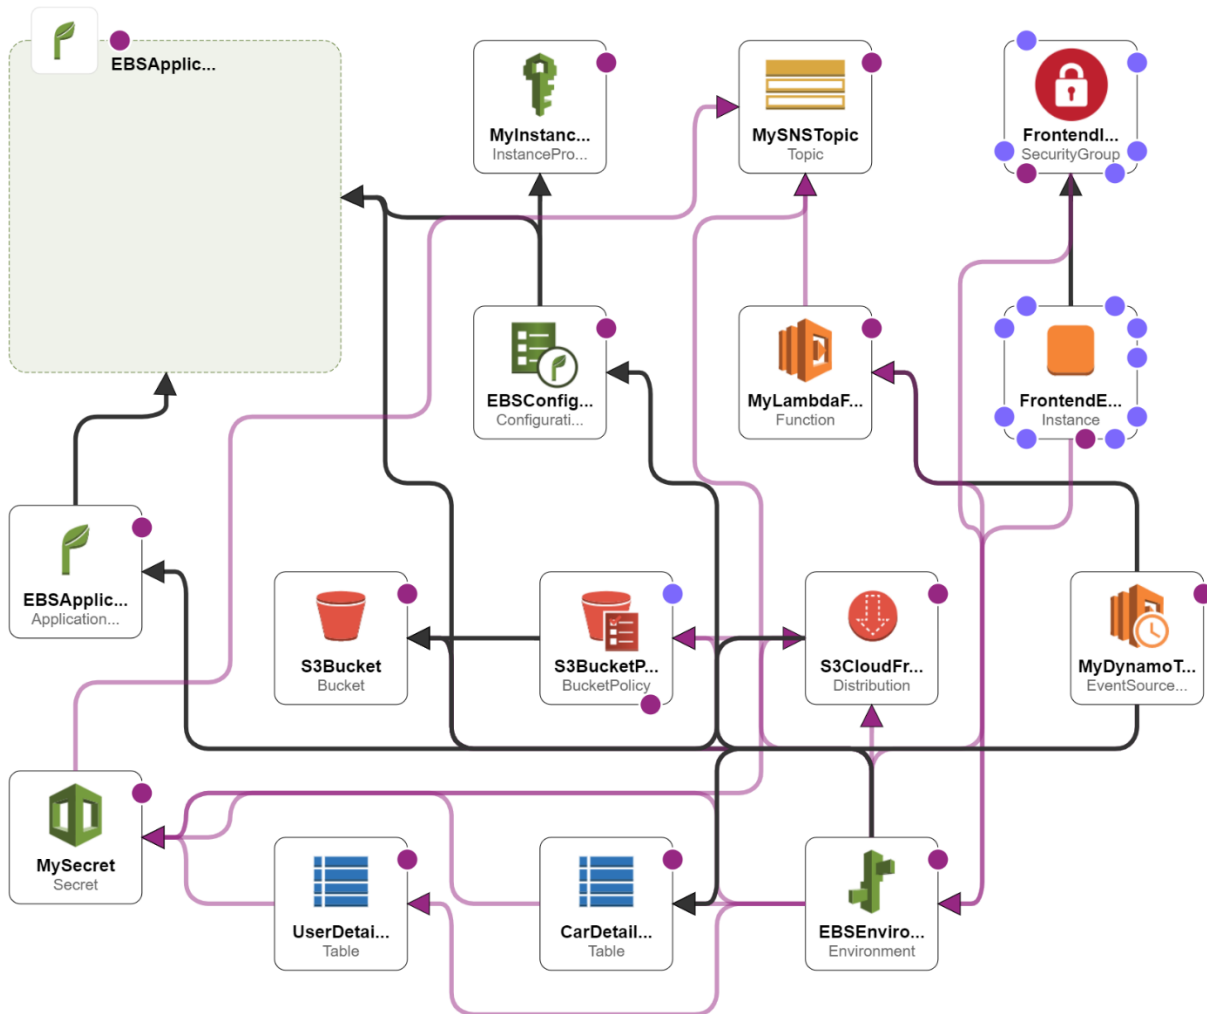 EBSApplic...
MyInstanc...
InstancePro...
MySNSTopic
Topic
FrontendI...
SecurityGroup
EBSConfig...
Configurati...
MyLambdaF...
Function
FrontendE...
Instance
EBSApplic...
Application...
S3Bucket
Bucket
S3BucketP...
BucketPolicy
S3CloudFr...
Distribution
MyDynamoT...
EventSource...
MySecret
Secret
UserDetai...
Table
CarDetail...
Table
EBSEnviro...
Environment